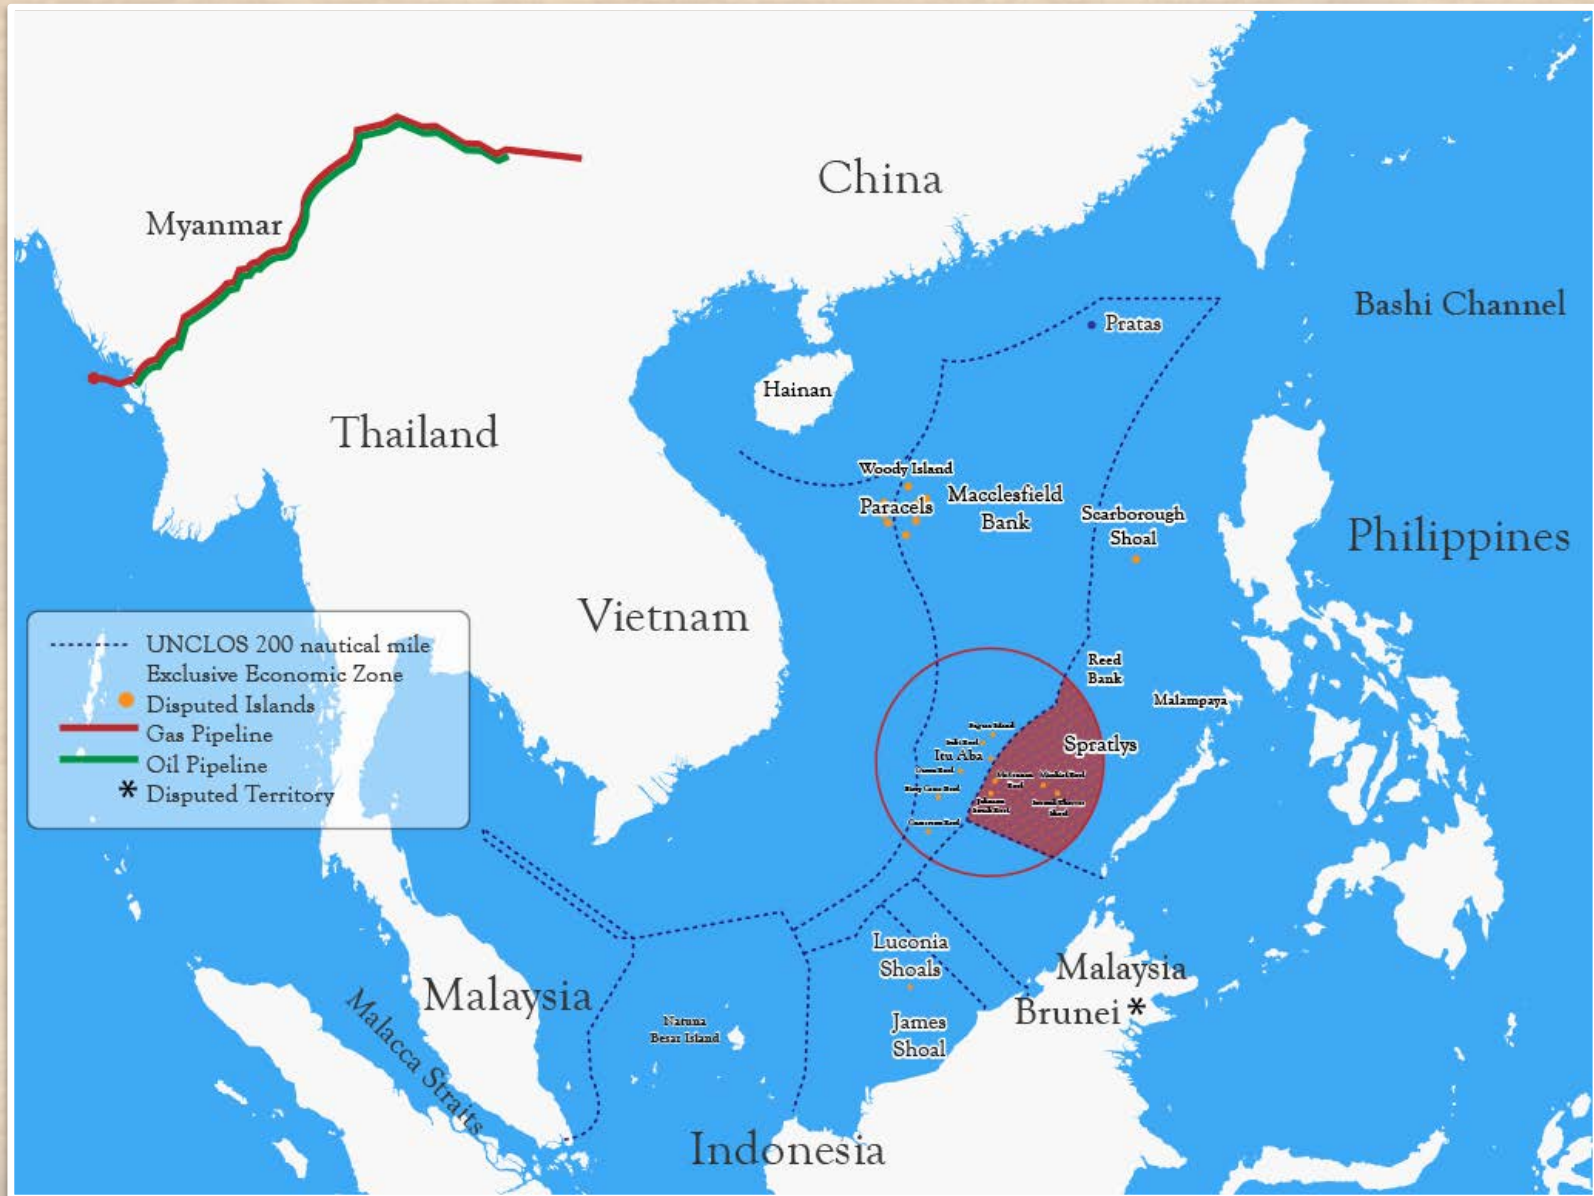 China
Myanmar
Bashi Channel
Pratas
Hainan
Thailand
Woody Island
Paracels
Macclesfield
Bank
Scarborough
Shoal
Philippines
Vietnam
UNCLOS 200 nautical mile
Exclusive Economic Zone
Disputed Islands
Gas Pipeline
Oil Pipeline
* Disputed Territory
Reed
Bank
Malampaya
Spratlys
Itu Aba
Luconia
Shoals
Malaysia
Brunei *
Malaysia
Malacca Straits
Natuna
Besar Island
James
Shoal
Indonesia